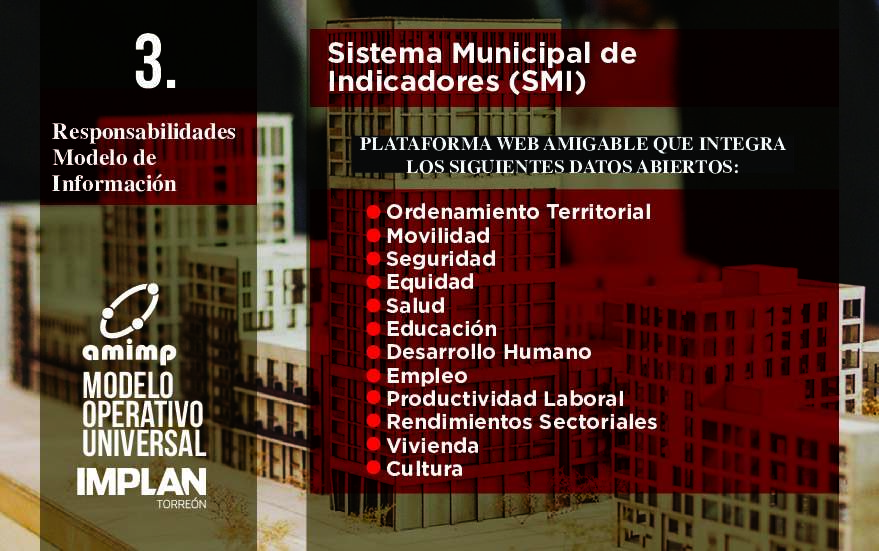 3.
Responsabilidades
Modelo de
Información
amimp
MODELO
OPERATIVO
UNIVERSAL
IMPLAN
TORREÓN
Sistema Municipal de
Indicadores (SMI)
PLATAFORMA WEB AMIGABLE QUE INTEGRA
LOS SIGUIENTES DATOS ABIERTOS:
Ordenamiento Territorial
Movilidad
Seguridad
Equidad
Salud
Educación
Desarrollo Humano
Empleo
Productividad Laboral
Rendimientos Sectoriales
Vivienda
Cultura